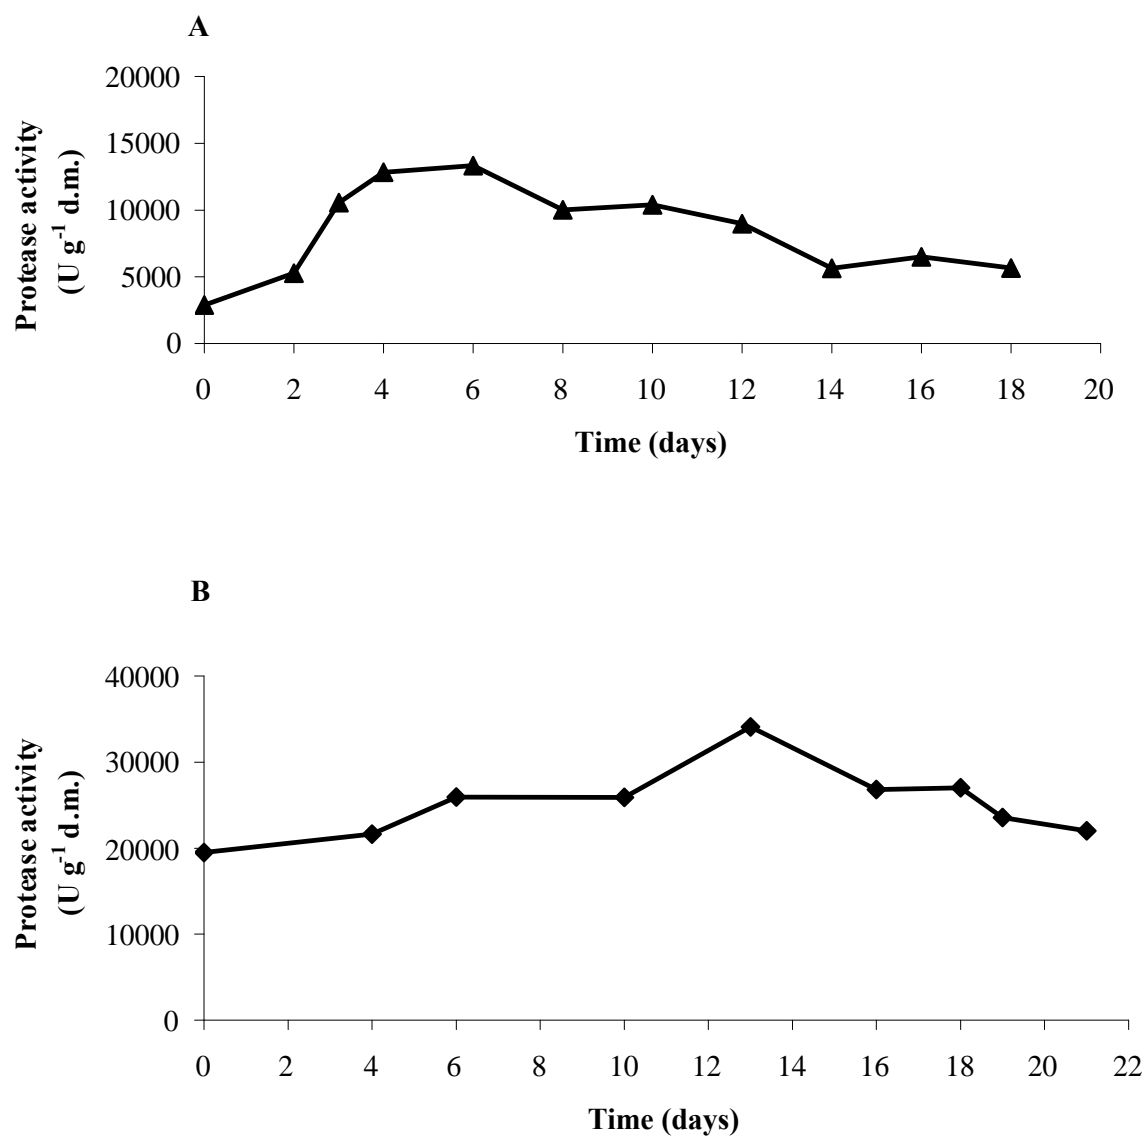 A
20000
15000
10000
5000
0
Protease activity
(U g-1 d.m.)
0 2 4 6 8 10 12 14 16 18 20
Time (days)
B
40000
30000
20000
10000
0
Protease activity
(U g-1 d.m.)
0 2 4 6 8 10 12 14 16 18 20 22
Time (days)